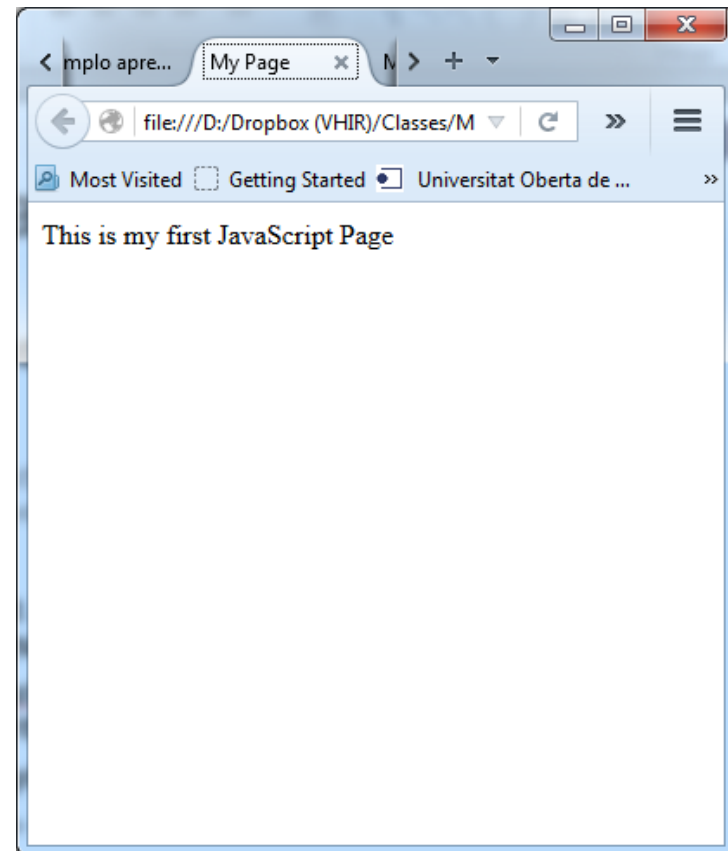 mplo apre... My Page
file:///D:/Dropbox (VHIR)/Classes/M
Most Visited Getting Started Universitat Oberta de ...
This is my first JavaScript Page